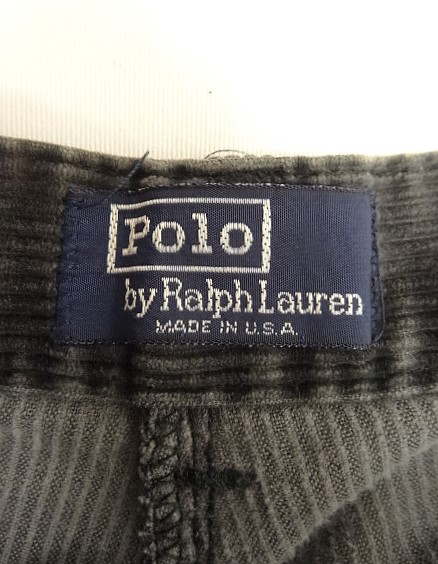 Polo
by Ralph Lauren
MADE IN U.S.A.